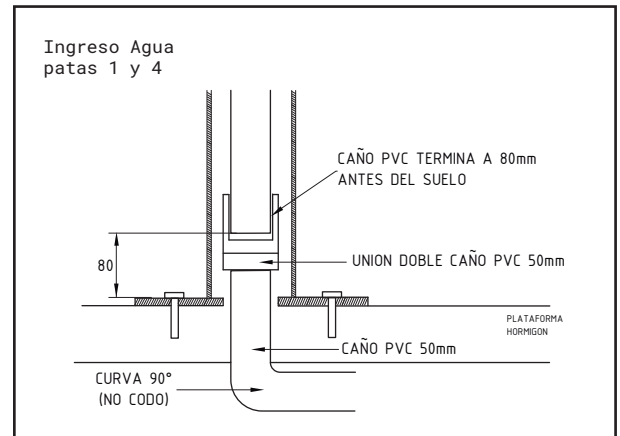 Ingreso Agua
patas 1 y 4
CAÑO PVC TERMINA A 80mm
ANTES DEL SUELO
80
UNION DOBLE CAÑO PVC 50mm
PLATAFORMA
HORMIGON
CAÑO PVC 50mm
CURVA 90°
(NO CODO)